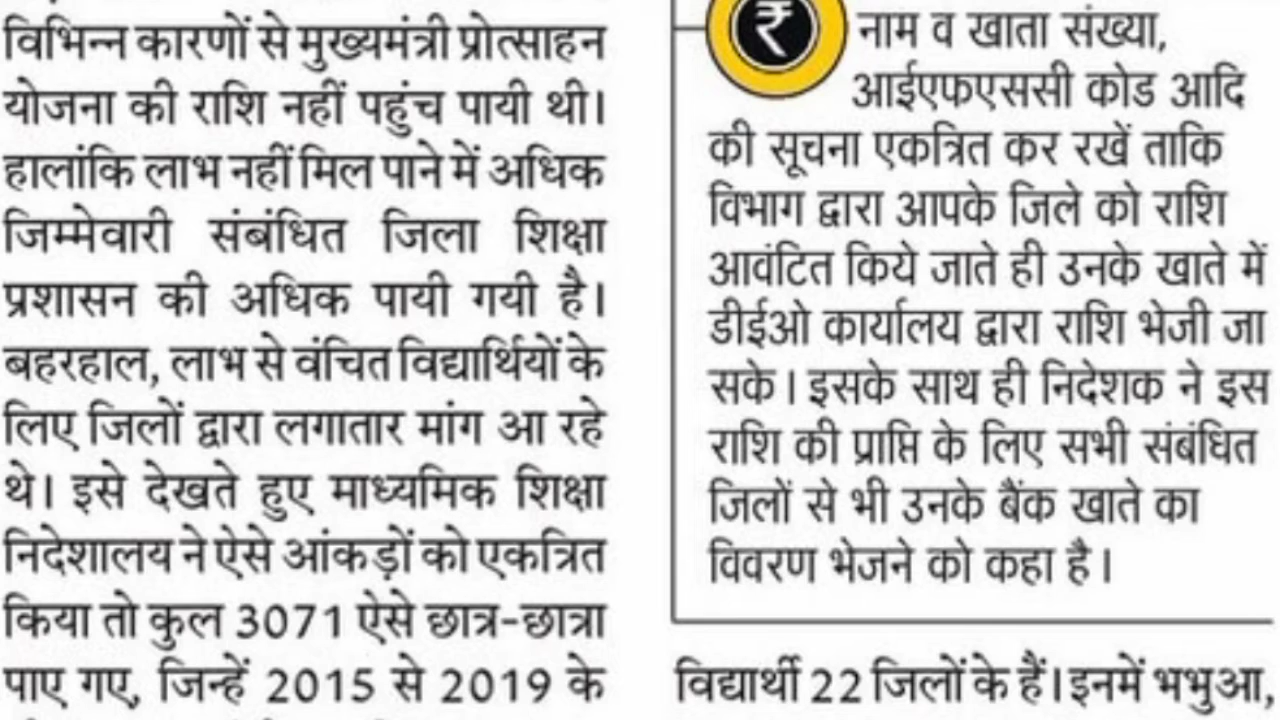 विभिन्न कारणों से मुख्यमंत्री प्रोत्साहन
योजना की राशि नहीं पहुंच पायी थी।
हालांकि लाभ नहीं मिल पाने में अधिक
जिम्मेवारी संबंधित जिला शिक्षा
प्रशासन की अधिक पायी गयी है।
बहरहाल, लाभ से वंचित विद्यार्थियों के
लिए जिलों द्वारा लगातार मांग आ रहे
थे। इसे देखते हुए माध्यमिक शिक्षा
निदेशालय ने ऐसे आंकड़ों को एकत्रित
किया तो कुल 3071 ऐसे छात्र-छात्रा
पाए गए, जिन्हें 2015 से 2019 के
₹
नाम व खाता संख्या,
आईएफएससी कोड आदि
की सूचना एकत्रित कर रखें ताकि
विभाग द्वारा आपके जिले को राशि
आवंटित किये जाते ही उनके खाते में
डीईओ कार्यालय द्वारा राशि भेजी जा
सके। इसके साथ ही निदेशक ने इस
राशि की प्राप्ति के लिए सभी संबंधित
जिलों से भी उनके बैंक खाते का
विवरण भेजने को कहा है।
विद्यार्थी 22 जिलों के हैं। इनमें भभुआ,